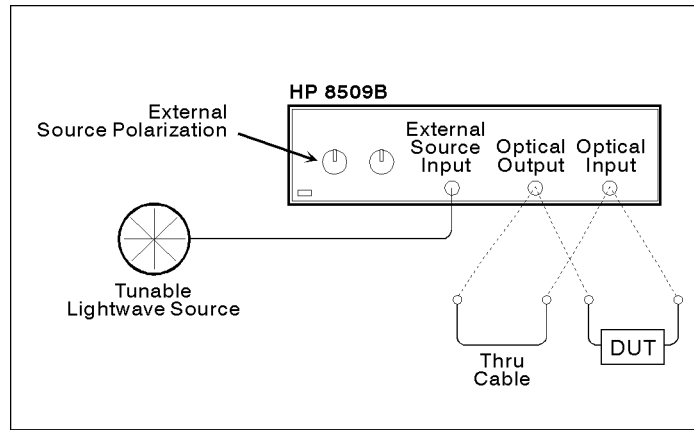 HP 8509B
External
Source Polarization
External
Source
Input
Optical
Output
Optical
Input
Tunable
Lightwave Source
Thru
Cable
DUT